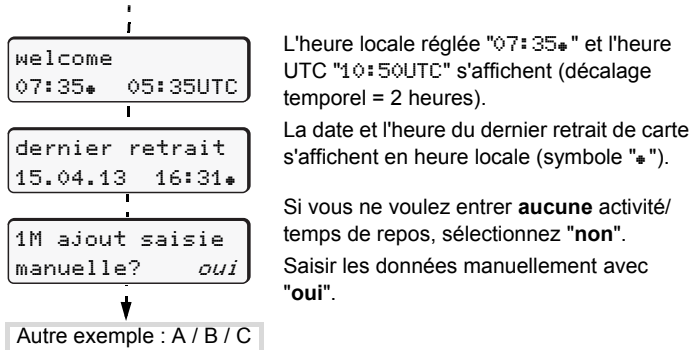 welcome
07:35• 05:35UTC
L'heure locale réglée "07:35•" et l'heure
UTC "10:50UTC" s'affichent (décalage
temporel = 2 heures).
dernier retrait
15.04.13 16:31•
La date et l'heure du dernier retrait de carte
s'affichent en heure locale (symbole "•").
1M ajout saisie
manuelle? oui
Si vous ne voulez entrer aucune activité/
temps de repos, sélectionnez "non".
Saisir les données manuellement avec
"oui".
Autre exemple : A / B / C